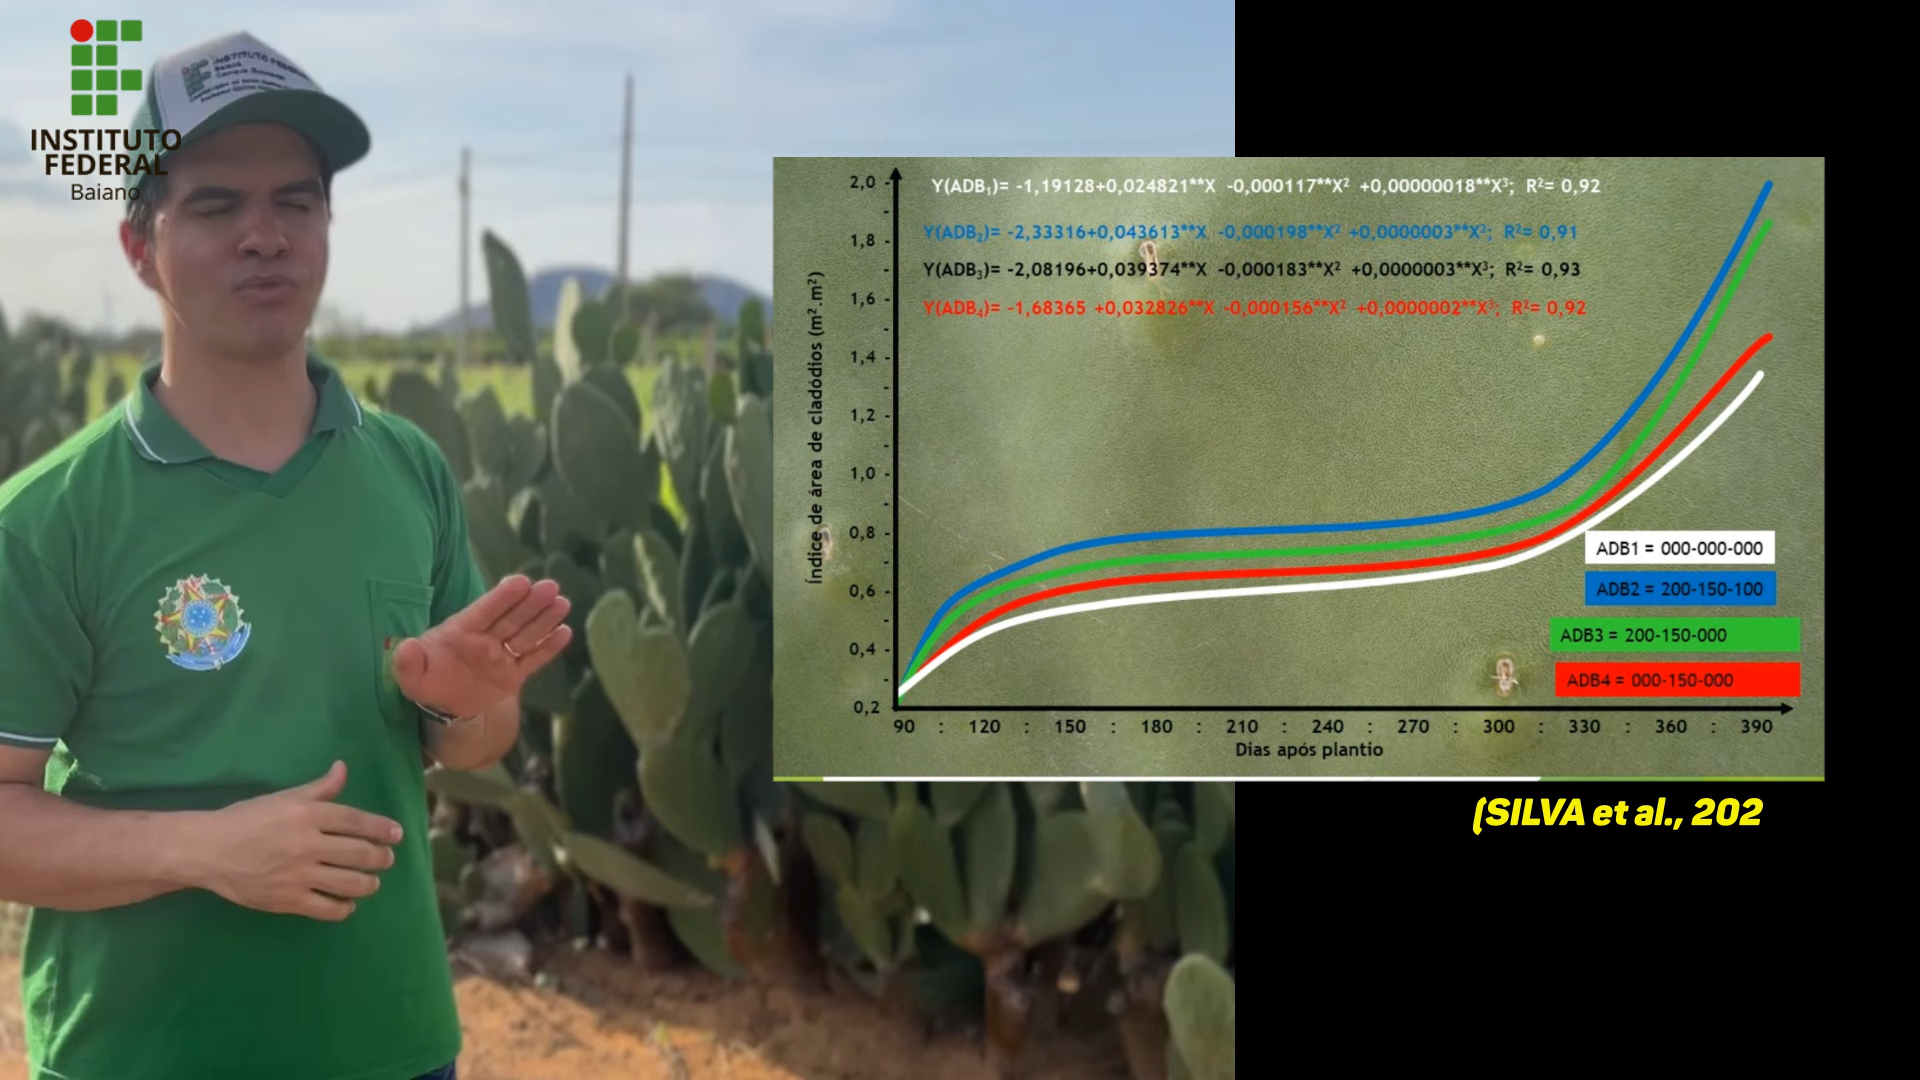 INSTITUTO
FEDERAL
Baiano
INSTITUTO FEDERAL
Baiano
Y(ADB₁)= -1,19128+0,024821**X -0,000117**X² +0,00000018**X³; R²= 0,92
Y(ADB₂)= -2,33316+0,043613**X -0,000198**X² +0,0000003**X³; R²= 0,91
Y(ADB₃)= -2,08196+0,039374**X -0,000183**X² +0,0000003**X³; R²= 0,93
Y(ADB₄)= -1,68365 +0,032826**X -0,000156**X² +0,0000002**X³; R²= 0,92
Índice de área de cladódios (m².m²)
2,0
1,8
1,6
1,4
1,2
1,0
0,8
0,6
0,4
0,2
ADB1 = 000-000-000
ADB2 = 200-150-100
ADB3 = 200-150-000
ADB4 = 000-150-000
90 : 120 : 150 : 180 : 210 : 240 : 270 : 300 : 330 : 360 : 390
Dias após plantio
(SILVA et al., 202